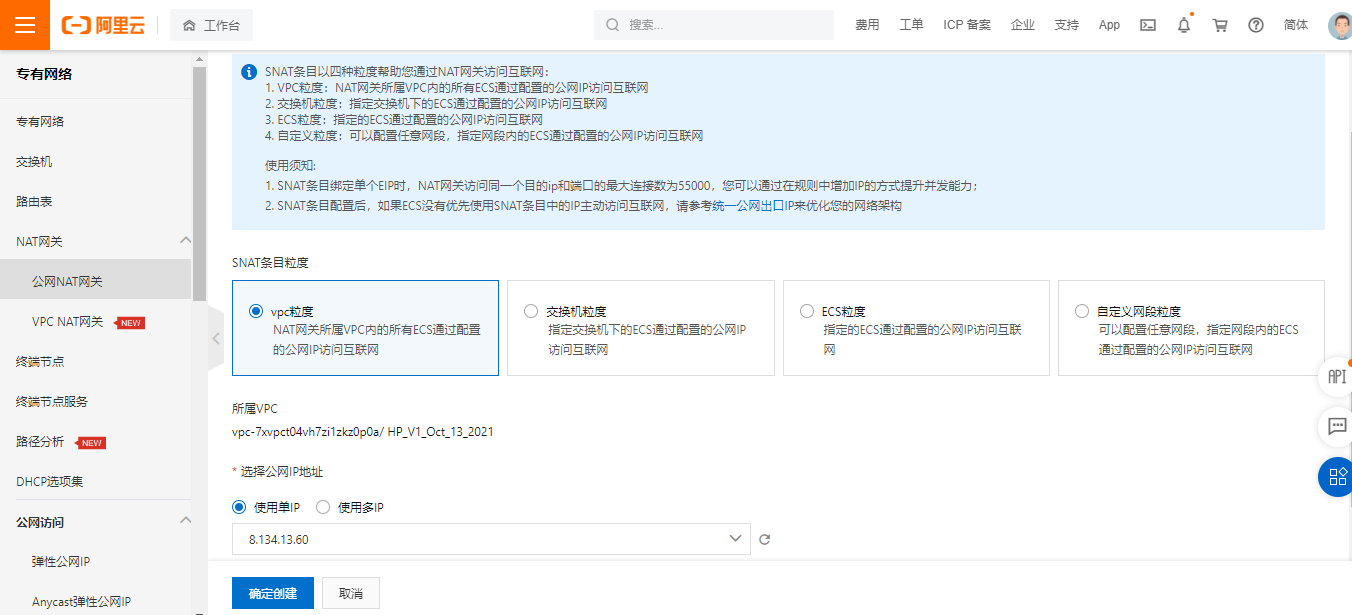 阿里云
工作台
搜索...
费用
工单
ICP 备案
企业
支持
App
简体
专有网络
专有网络
交换机
路由表
NAT网关
公网NAT网关
VPC NAT网关 NEW
终端节点
终端节点服务
路径分析 NEW
DHCP选项集
公网访问
弹性公网IP
Anycast弹性公网IP
SNAT条目以四种粒度帮助您通过NAT网关访问互联网：
1. VPC粒度：NAT网关所属VPC内的所有ECS通过配置的公网IP访问互联网
2. 交换机粒度：指定交换机下的ECS通过配置的公网IP访问互联网
3. ECS粒度：指定的ECS通过配置的公网IP访问互联网
4. 自定义粒度：可以配置任意网段，指定网段内的ECS通过配置的公网IP访问互联网
使用须知:
1. SNAT条目绑定单个EIP时，NAT网关访问同一个目的ip和端口的最大连接数为55000，您可以通过在规则中增加IP的方式提升并发能力；
2. SNAT条目配置后，如果ECS没有优先使用SNAT条目中的IP主动访问互联网，请参考统一公网出口IP来优化您的网络架构
SNAT条目粒度
vpc粒度
NAT网关所属VPC内的所有ECS通过配置
的公网IP访问互联网
交换机粒度
指定交换机下的ECS通过配置的公网IP
访问互联网
ECS粒度
指定的ECS通过配置的公网IP访问互联
网
自定义网段粒度
可以配置任意网段，指定网段内的ECS
通过配置的公网IP访问互联网
API
所属VPC
vpc-7xvpct04vh7zi1zkz0p0a/ HP_V1_Oct_13_2021
* 选择公网IP地址
使用单IP
使用多IP
8.134.13.60
确定创建
取消